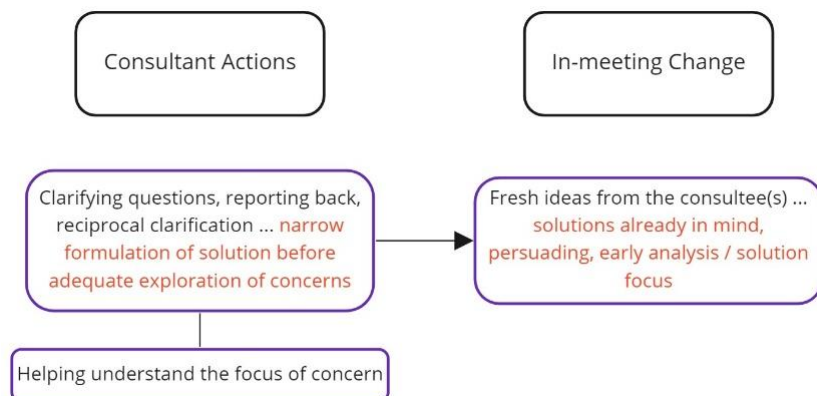 Consultant Actions
In-meeting Change
Clarifying questions, reporting back,
reciprocal clarification ... narrow
formulation of solution before
adequate exploration of concerns
Fresh ideas from the consultee(s) ...
solutions already in mind,
persuading, early analysis / solution
focus
Helping understand the focus of concern